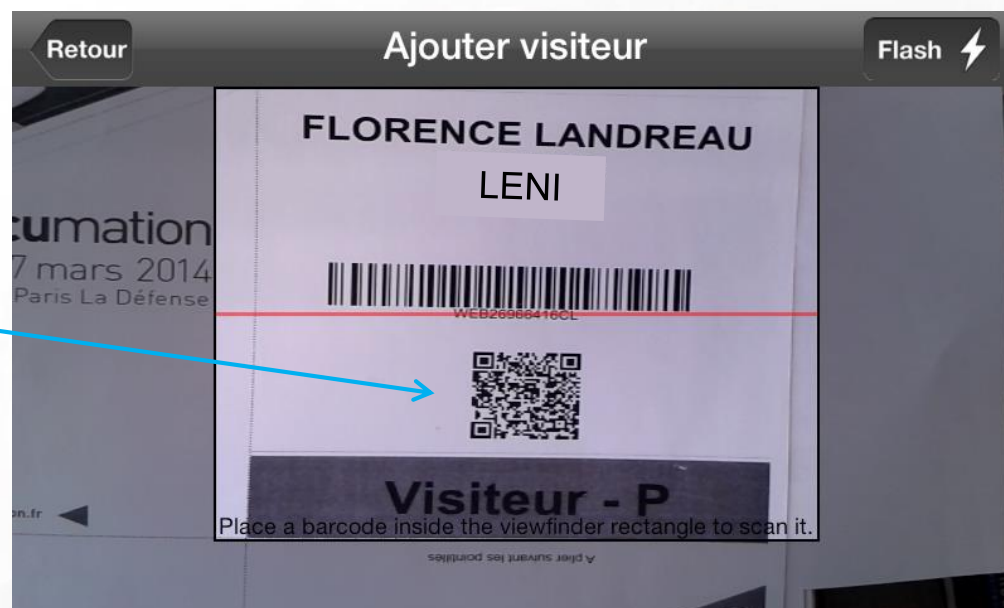 Retour
Ajouter visiteur
Flash
FLORENCE LANDREAU
LENI
cumation
7 mars 2014
Paris La Défense
WEB26966416CL
Visiteur - P
on.fr
Place a barcode inside the viewfinder rectangle to scan it.
A plier suivant les pointillés